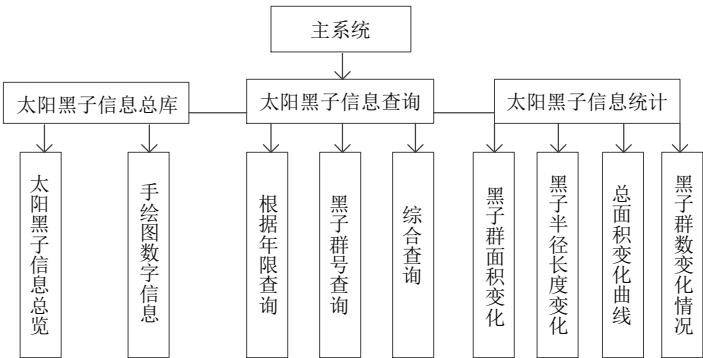 主系统
太阳黑子信息总库
太阳黑子信息查询
太阳黑子信息统计
太阳黑子信息总览
手绘图数字信息
根据年限查询
黑子群号查询
综合查询
黑子群面积变化
黑子半径长度变化
总面积变化曲线
黑子群数变化情况